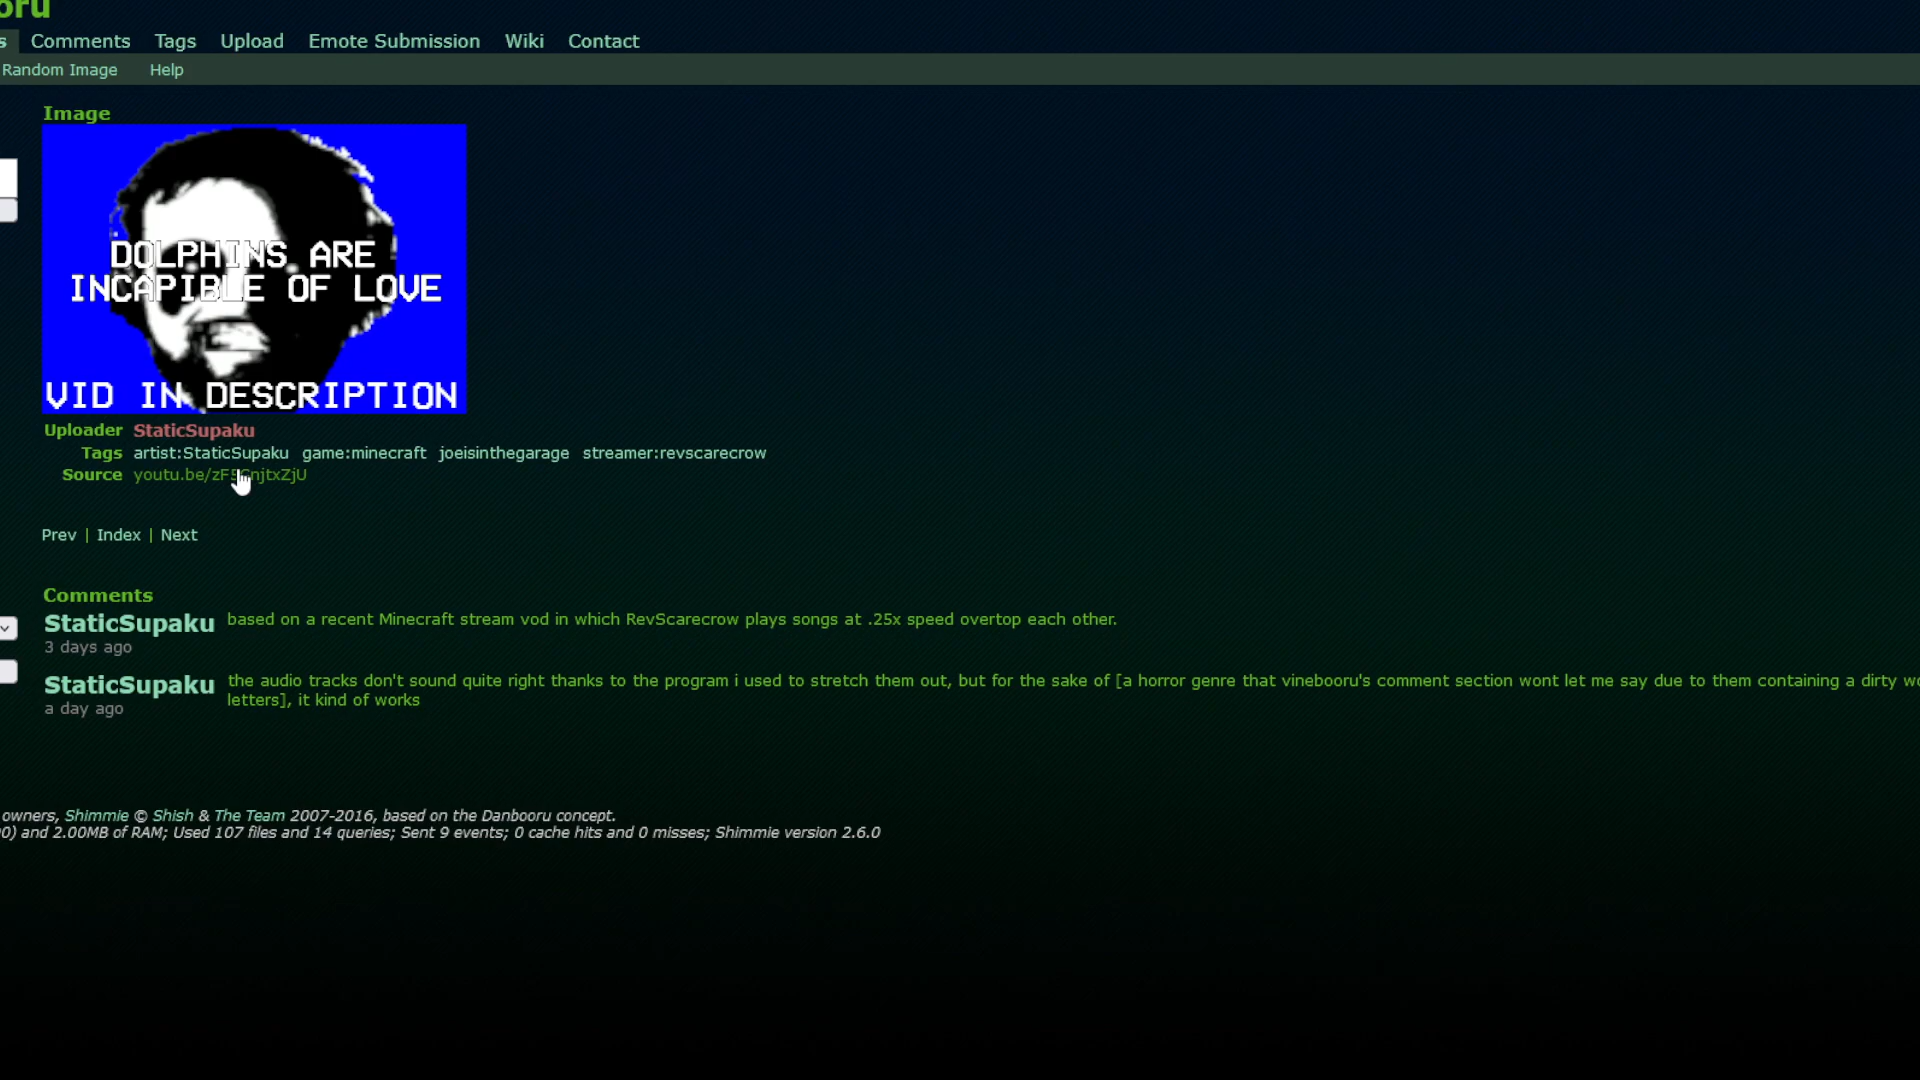 ooru
s Comments Tags Upload Emote Submission Wiki Contact
Random Image Help
Image
DOLPHINS ARE
INCAPIBLE OF LOVE
VID IN DESCRIPTION
Uploader StaticSupaku
Tags artist:StaticSupaku game:minecraft joeisinthegarage streamer:revscarecrow
Source
Prev | Index | Next
Comments
StaticSupaku based on a recent Minecraft stream vod in which RevScarecrow plays songs at .25x speed overtop each other.
3 days ago
StaticSupaku the audio tracks don't sound quite right thanks to the program i used to stretch them out, but for the sake of [a horror genre that vinebooru's comment section wont let me say due to them containing a dirty wo
letters], it kind of works
a day ago
owners, Shimmie © Shish & The Team 2007-2016, based on the Danbooru concept.
0) and 2.00MB of RAM; Used 107 files and 14 queries; Sent 9 events; 0 cache hits and 0 misses; Shimmie version 2.6.0